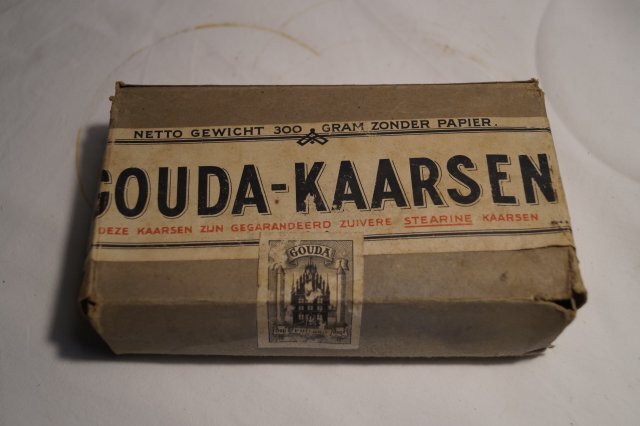 NETTO GEWICHT 300 GRAM ZONDER PAPIER.
GOUDA-KAARSEN
DEZE KAARSEN ZIJN GEGARANDEERD ZUIVERE STEARINE KAARSEN
GOUDA